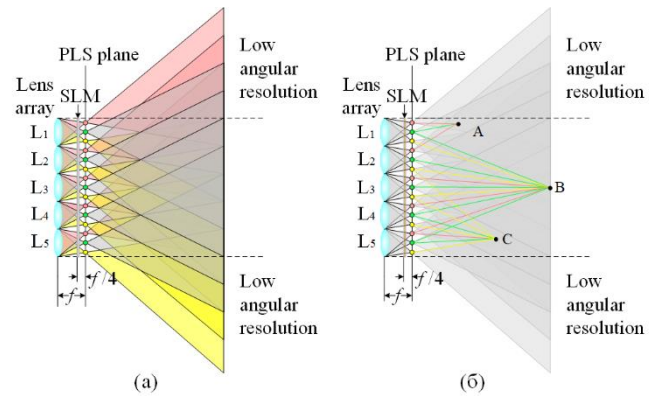 PLS plane
Low
angular
resolution
Lens
array
SLM
L1
L2
L3
L4
L5
f/4
f
Low
angular
resolution
(а)
PLS plane
Low
angular
resolution
Lens
array
SLM
L1
L2
L3
L4
L5
A
B
C
f/4
f
Low
angular
resolution
(б)